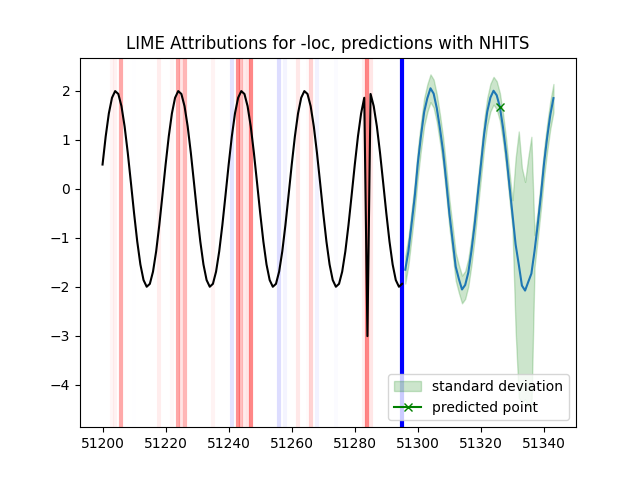 LIME Attributions for -loc, predictions with NHITS
2
1
0
−1
−2
−3
−4
51200 51220 51240 51260 51280 51300 51320 51340
standard deviation
predicted point